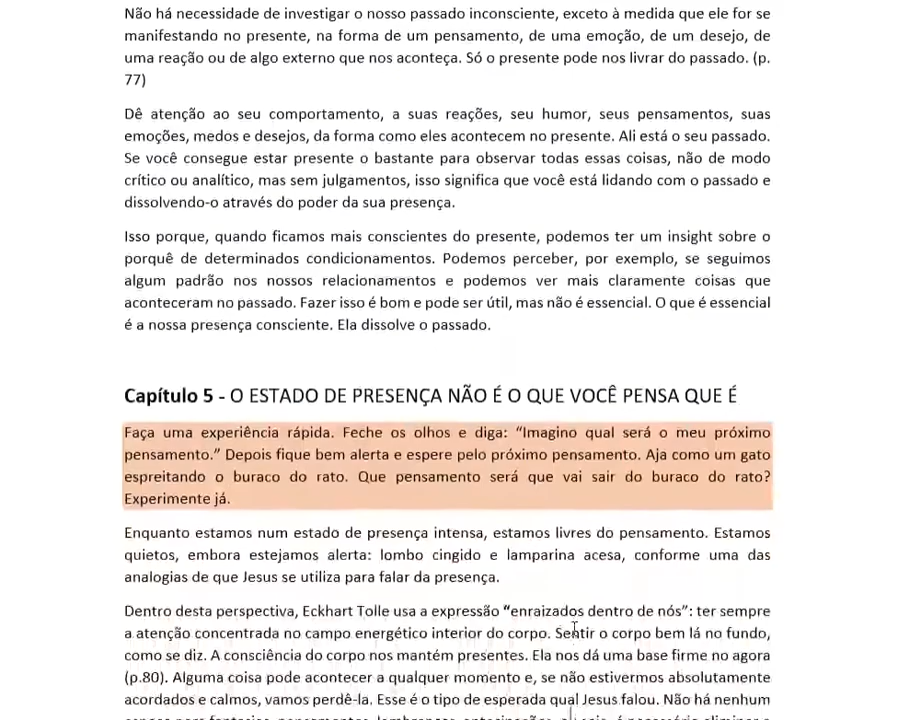 Não há necessidade de investigar o nosso passado inconsciente, exceto à medida que ele for se
manifestando no presente, na forma de um pensamento, de uma emoção, de um desejo, de
uma reação ou de algo externo que nos aconteça. Só o presente pode nos livrar do passado. (p.
77)
Dê atenção ao seu comportamento, a suas reações, seu humor, seus pensamentos, suas
emoções, medos e desejos, da forma como eles acontecem no presente. Ali está o seu passado.
Se você consegue estar presente o bastante para observar todas essas coisas, não de modo
crítico ou analítico, mas sem julgamentos, isso significa que você está lidando com o passado e
dissolvendo-o através do poder da sua presença.
Isso porque, quando ficamos mais conscientes do presente, podemos ter um insight sobre o
porquê de determinados condicionamentos. Podemos perceber, por exemplo, se seguimos
algum padrão nos nossos relacionamentos e podemos ver mais claramente coisas que
aconteceram no passado. Fazer isso é bom e pode ser útil, mas não é essencial. O que é essencial
é a nossa presença consciente. Ela dissolve o passado.
Capítulo 5 - O ESTADO DE PRESENÇA NÃO É O QUE VOCÊ PENSA QUE É
Faça uma experiência rápida. Feche os olhos e diga: “Imagino qual será o meu próximo
pensamento.” Depois fique bem alerta e espere pelo próximo pensamento. Aja como um gato
espreitando o buraco do rato. Que pensamento será que vai sair do buraco do rato?
Experimente já.
Enquanto estamos num estado de presença intensa, estamos livres do pensamento. Estamos
quietos, embora estejamos alerta: lombo cingido e lamparina acesa, conforme uma das
analogias de que Jesus se utiliza para falar da presença.
Dentro desta perspectiva, Eckhart Tolle usa a expressão “enraizados dentro de nós”: ter sempre
a atenção concentrada no campo energético interior do corpo. Sentir o corpo bem lá no fundo,
como se diz. A consciência do corpo nos mantém presentes. Ela nos dá uma base firme no agora
(p.80). Alguma coisa pode acontecer a qualquer momento e, se não estivermos absolutamente
acordados e calmos, vamos perdê-la. Esse é o tipo de esperada qual Jesus falou. Não há nenhum